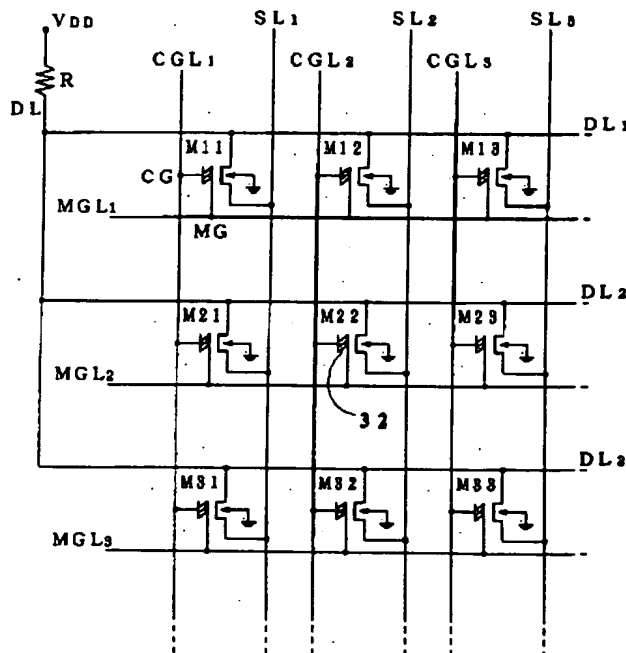 VDD SL1 SL2 SL3
CGL1 CGL2 CGL3
R
DL
DL1
M11 M12 M13
CG
MGL1
MG
DL2
M21 M22 M23
MGL2
32
DL3
M31 M32 M33
MGL3